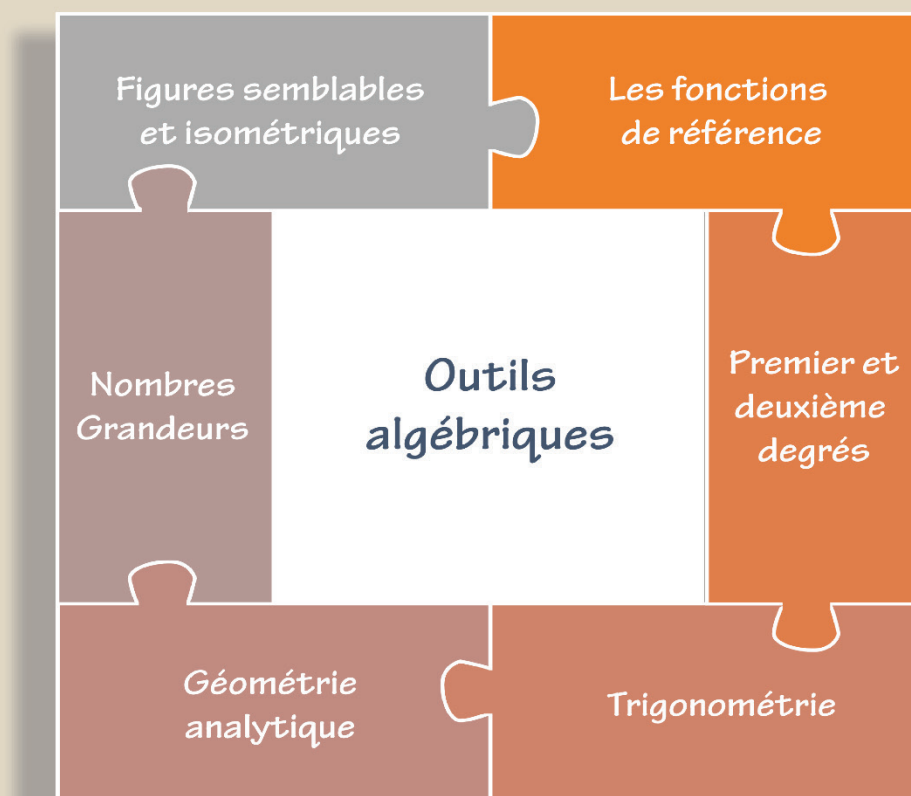 Figures semblables
et isométriques
Les fonctions
de référence
Nombres
Grandeurs
Outils
algébriques
Premier et
deuxième
degrés
Géométrie
analytique
Trigonométrie